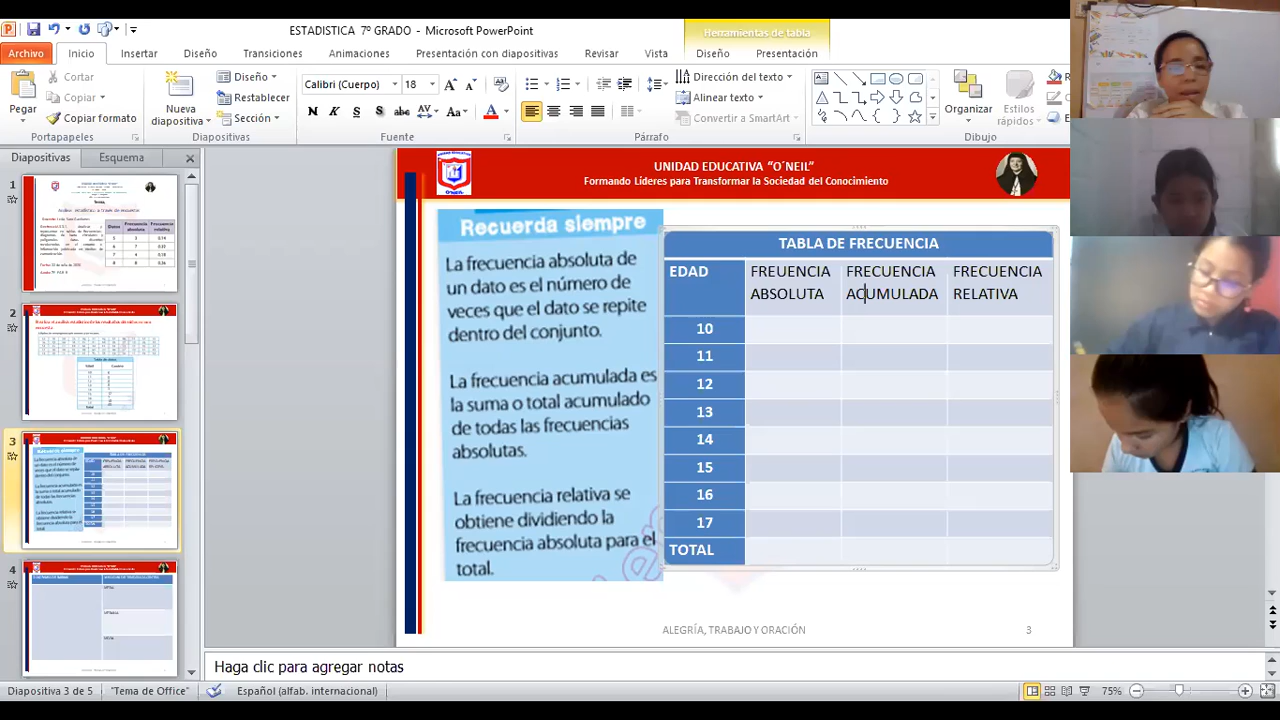 ESTADISTICA 7º GRADO - Microsoft PowerPoint
Herramientas de tabla
Archivo Inicio Insertar Diseño Transiciones Animaciones Presentación con diapositivas Revisar Vista Diseño Presentación
Pegar
Cortar
Copiar
Copiar formato
Portapapeles
Nueva diapositiva
Diseño
Restablecer
Sección
Diapositivas
Calibri (Cuerpo) 18
N K S S abc AV Aa A
Fuente
Párrafo
Dirección del texto
Alinear texto
Convertir a SmartArt
Organizar
Estilos rápidos
Dibujo
Diapositivas Esquema
1
2
3
4
UNIDAD EDUCATIVA "O´NEIL"
Formando Líderes para Transformar la Sociedad del Conocimiento
Recuerda siempre
La frecuencia absoluta de
un dato es el número de
veces que el dato se repite
dentro del conjunto.
La frecuencia acumulada es
la suma o total acumulado
de todas las frecuencias
absolutas.
La frecuencia relativa se
obtiene dividiendo la
frecuencia absoluta para el
total.
TABLA DE FRECUENCIA
EDAD FREUENCIA ABSOLUTA FRECUENCIA ACUMULADA FRECUENCIA RELATIVA
10
11
12
13
14
15
16
17
TOTAL
ALEGRÍA, TRABAJO Y ORACIÓN 3
Haga clic para agregar notas
Diapositiva 3 de 5 "Tema de Office" Español (alfab. internacional) 75%